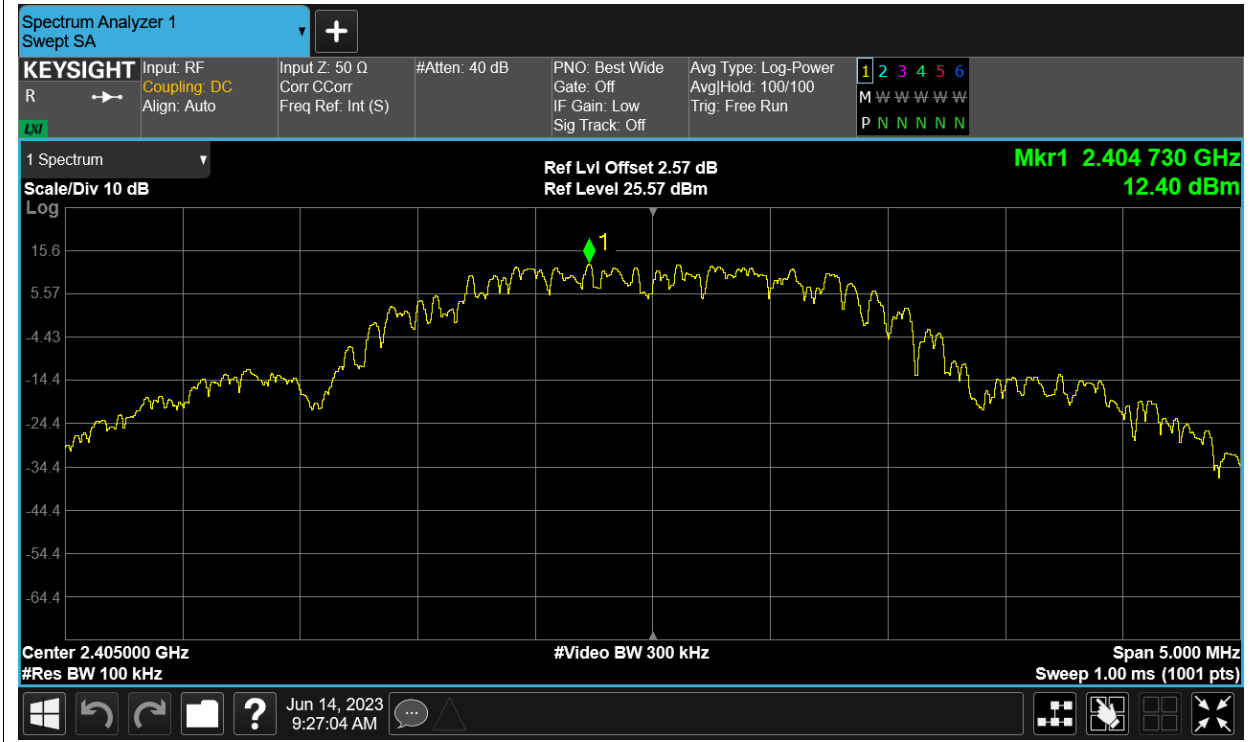 Spectrum Analyzer 1
Swept SA
KEYSIGHT
R
LXI
Input: RF
Coupling: DC
Align: Auto
Input Z: 50 Ω
Corr CCorr
Freq Ref: Int (S)
#Atten: 40 dB
PNO: Best Wide
Gate: Off
IF Gain: Low
Sig Track: Off
Avg Type: Log-Power
Avg|Hold: 100/100
Trig: Free Run
1 2 3 4 5 6
M W W W W W
P N N N N N
1 Spectrum
Scale/Div 10 dB
Log
Ref Lvl Offset 2.57 dB
Ref Level 25.57 dBm
Mkr1 2.404 730 GHz
12.40 dBm
1
15.6
5.57
-4.43
-14.4
-24.4
-34.4
-44.4
-54.4
-64.4
Center 2.405000 GHz
#Res BW 100 kHz
#Video BW 300 kHz
Span 5.000 MHz
Sweep 1.00 ms (1001 pts)
?
Jun 14, 2023
9:27:04 AM